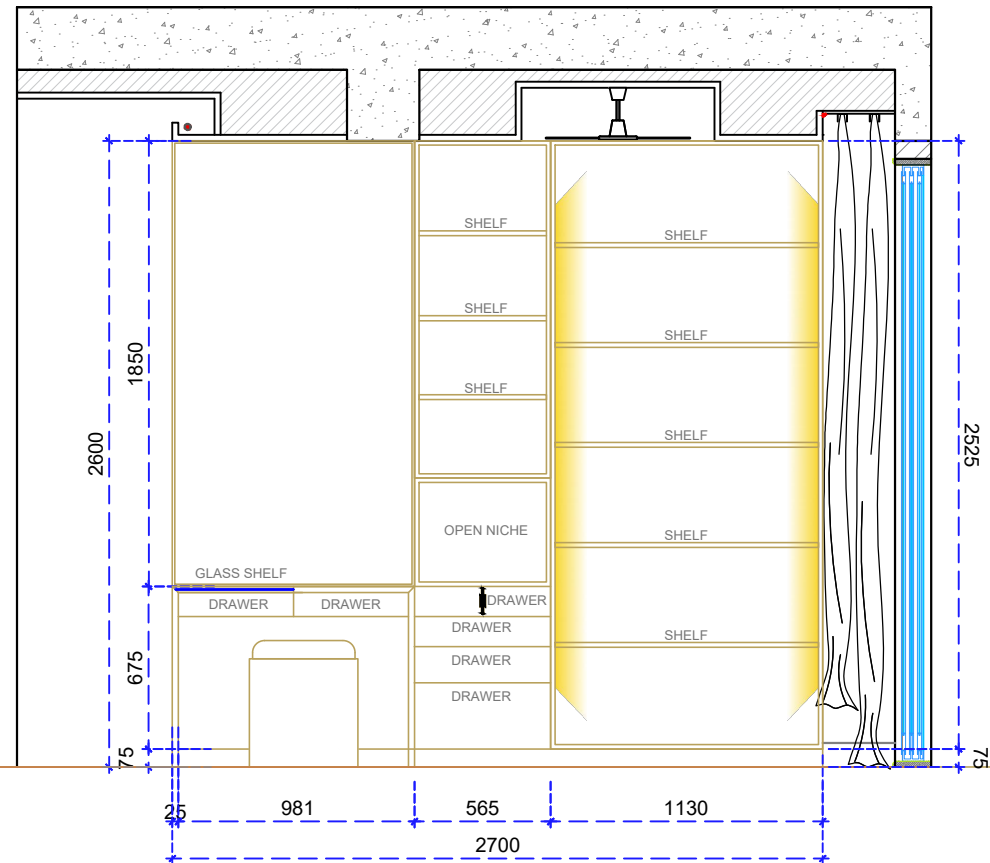 SHELF
SHELF
SHELF
SHELF
1850
SHELF
2600
2525
SHELF
SHELF
OPEN NICHE
SHELF
GLASS SHELF
DRAWER DRAWER DRAWER
DRAWER
SHELF
675
DRAWER
DRAWER
75 75
25 981 565 1130
2700